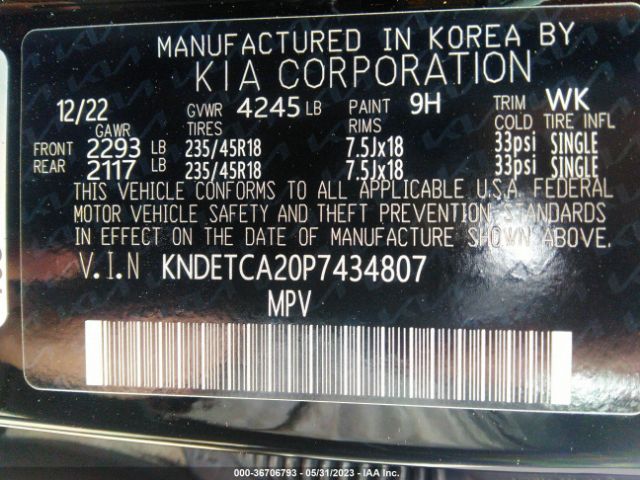 MANUFACTURED IN KOREA BY
KIA CORPORATION
12/22 GVWR 4245 LB PAINT 9H TRIM WK
GAWR TIRES RIMS COLD TIRE INFL
FRONT 2293 LB 235/45R18 7.5Jx18 33psi SINGLE
REAR 2117 LB 235/45R18 7.5Jx18 33psi SINGLE
THIS VEHICLE CONFORMS TO ALL APPLICABLE U.S.A. FEDERAL
MOTOR VEHICLE SAFETY AND THEFT PREVENTION STANDARDS
IN EFFECT ON THE DATE OF MANUFACTURE SHOWN ABOVE.
V.I.N KNDETCA20P7434807
MPV
000-36706793 - 05/31/2023 - IAA Inc.